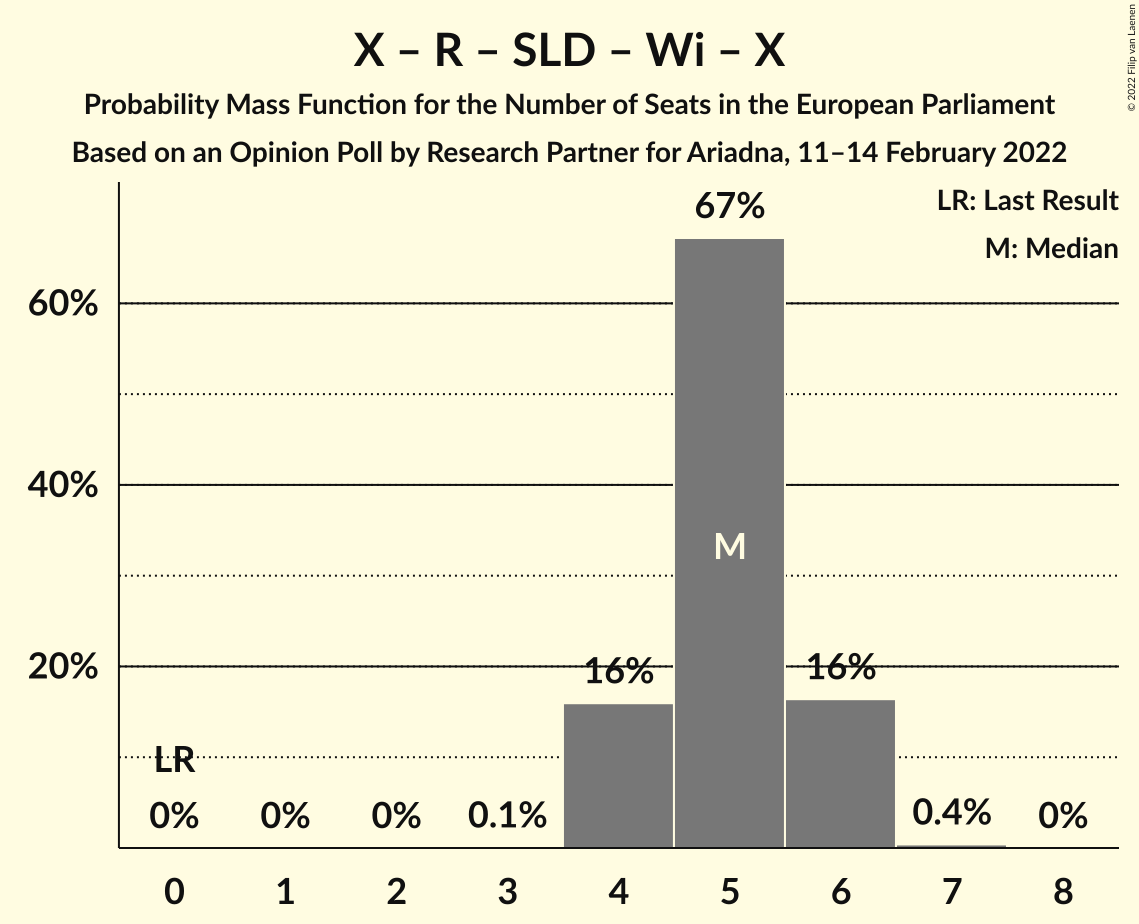 X – R – SLD – Wi – X
Probability Mass Function for the Number of Seats in the European Parliament
Based on an Opinion Poll by Research Partner for Ariadna, 11–14 February 2022
© 2022 Filip van Laenen
LR: Last Result
M: Median
67%
60%
40%
M
20%
16%
16%
LR
0%
0%
0%
0.1%
0.4%
0%
0 1 2 3 4 5 6 7 8